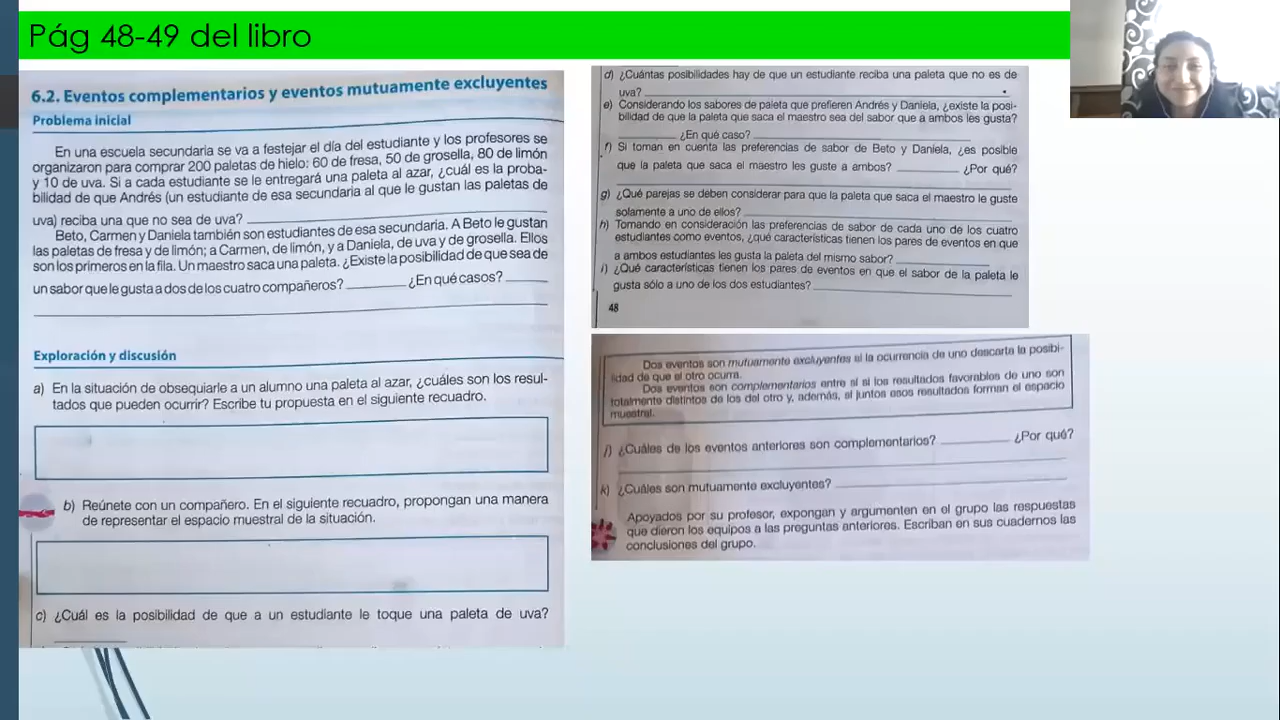 Pág 48-49 del libro
6.2. Eventos complementarios y eventos mutuamente excluyentes
Problema inicial
En una escuela secundaria se va a festejar el día del estudiante y los profesores se
organizaron para comprar 200 paletas de hielo: 60 de fresa, 50 de grosella, 80 de limón
y 10 de uva. Si a cada estudiante se le entregará una paleta al azar, ¿cuál es la proba-
bilidad de que Andrés (un estudiante de esa secundaria al que le gustan las paletas de
uva) reciba una que no sea de uva?
Beto, Carmen y Daniela también son estudiantes de esa secundaria. A Beto le gustan
las paletas de fresa y de limón; a Carmen, de limón, y a Daniela, de uva y de grosella. Ellos
son los primeros en la fila. Un maestro saca una paleta. ¿Existe la posibilidad de que sea de
un sabor que le gusta a dos de los cuatro compañeros? ________ ¿En qué casos? ______
Exploración y discusión
a) En la situación de obsequiarle a un alumno una paleta al azar, ¿cuáles son los resul-
tados que pueden ocurrir? Escribe tu propuesta en el siguiente recuadro.
b) Reúnete con un compañero. En el siguiente recuadro, propongan una manera
de representar el espacio muestral de la situación.
c) ¿Cuál es la posibilidad de que a un estudiante le toque una paleta de uva?
d) ¿Cuántas posibilidades hay de que un estudiante reciba una paleta que no es de
uva?
e) Considerando los sabores de paleta que prefieren Andrés y Daniela, ¿existe la posi-
bilidad de que la paleta que saca el maestro sea del sabor que a ambos les gusta?
________ ¿En qué caso?
f) Si toman en cuenta las preferencias de sabor de Beto y Daniela, ¿es posible
que la paleta que saca el maestro les guste a ambos? ________ ¿Por qué?
g) ¿Qué parejas se deben considerar para que la paleta que saca el maestro le guste
solamente a uno de ellos?
h) Tomando en consideración las preferencias de sabor de cada uno de los cuatro
estudiantes como eventos, ¿qué características tienen los pares de eventos en que
a ambos estudiantes les gusta la paleta del mismo sabor?
i) ¿Qué características tienen los pares de eventos en que el sabor de la paleta le
gusta sólo a uno de los dos estudiantes?
48
Dos eventos son mutuamente excluyentes si la ocurrencia de uno descarta la posibi-
lidad de que el otro ocurra.
Dos eventos son complementarios entre sí si los resultados favorables de uno son
totalmente distintos de los del otro y, además, si juntos esos resultados forman el espacio
muestral.
j) ¿Cuáles de los eventos anteriores son complementarios? ________ ¿Por qué?
k) ¿Cuáles son mutuamente excluyentes?
Apoyados por su profesor, expongan y argumenten en el grupo las respuestas
que dieron los equipos a las preguntas anteriores. Escriban en sus cuadernos las
conclusiones del grupo.